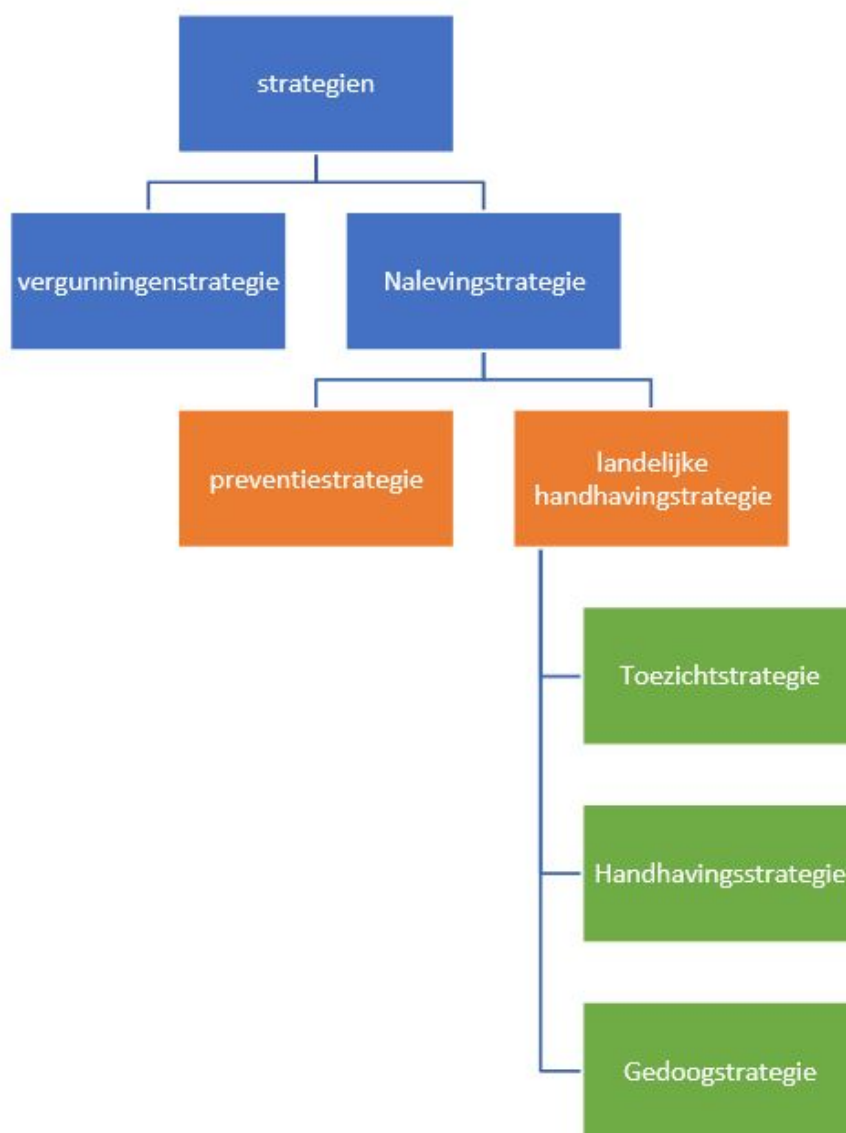 strategien
vergunningenstrategie
Nalevingstrategie
preventiestrategie
landelijke
handhavingstrategie
Toezichtstrategie
Handhavingsstrategie
Gedoogstrategie